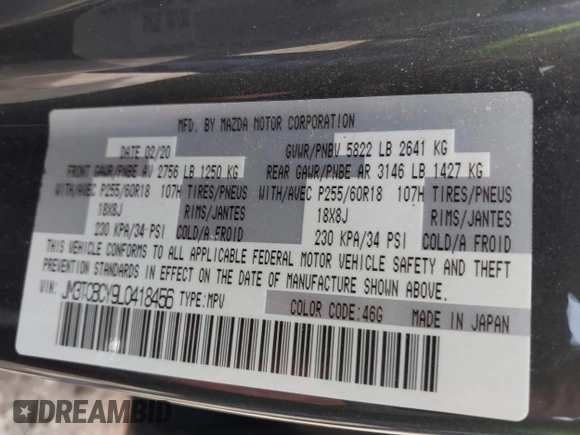 MFD. BY MAZDA MOTOR CORPORATION
DATE 02/20 GVWR/PNBV 5822 LB 2641 KG
FRONT GAWR/PNBE AV 2756 LB 1250 KG REAR GAWR/PNBE AR 3146 LB 1427 KG
WITH/AVEC P255/60R18 107H TIRES/PNEUS WITH/AVEC P255/60R18 107H TIRES/PNEUS
18X8J RIMS/JANTES 18X8J RIMS/JANTES
230 KPA/34 PSI COLD/A FROID 230 KPA/34 PSI COLD/A FROID
THIS VEHICLE CONFORMS TO ALL APPLICABLE FEDERAL MOTOR VEHICLE SAFETY AND THEFT
PREVENTION STANDARDS IN EFFECT ON THE DATE OF MANUFACTURE SHOWN ABOVE.
VIN: JM3TCBCY9L0418456 TYPE:MPV COLOR CODE:46G MADE IN JAPAN
DREAMBID